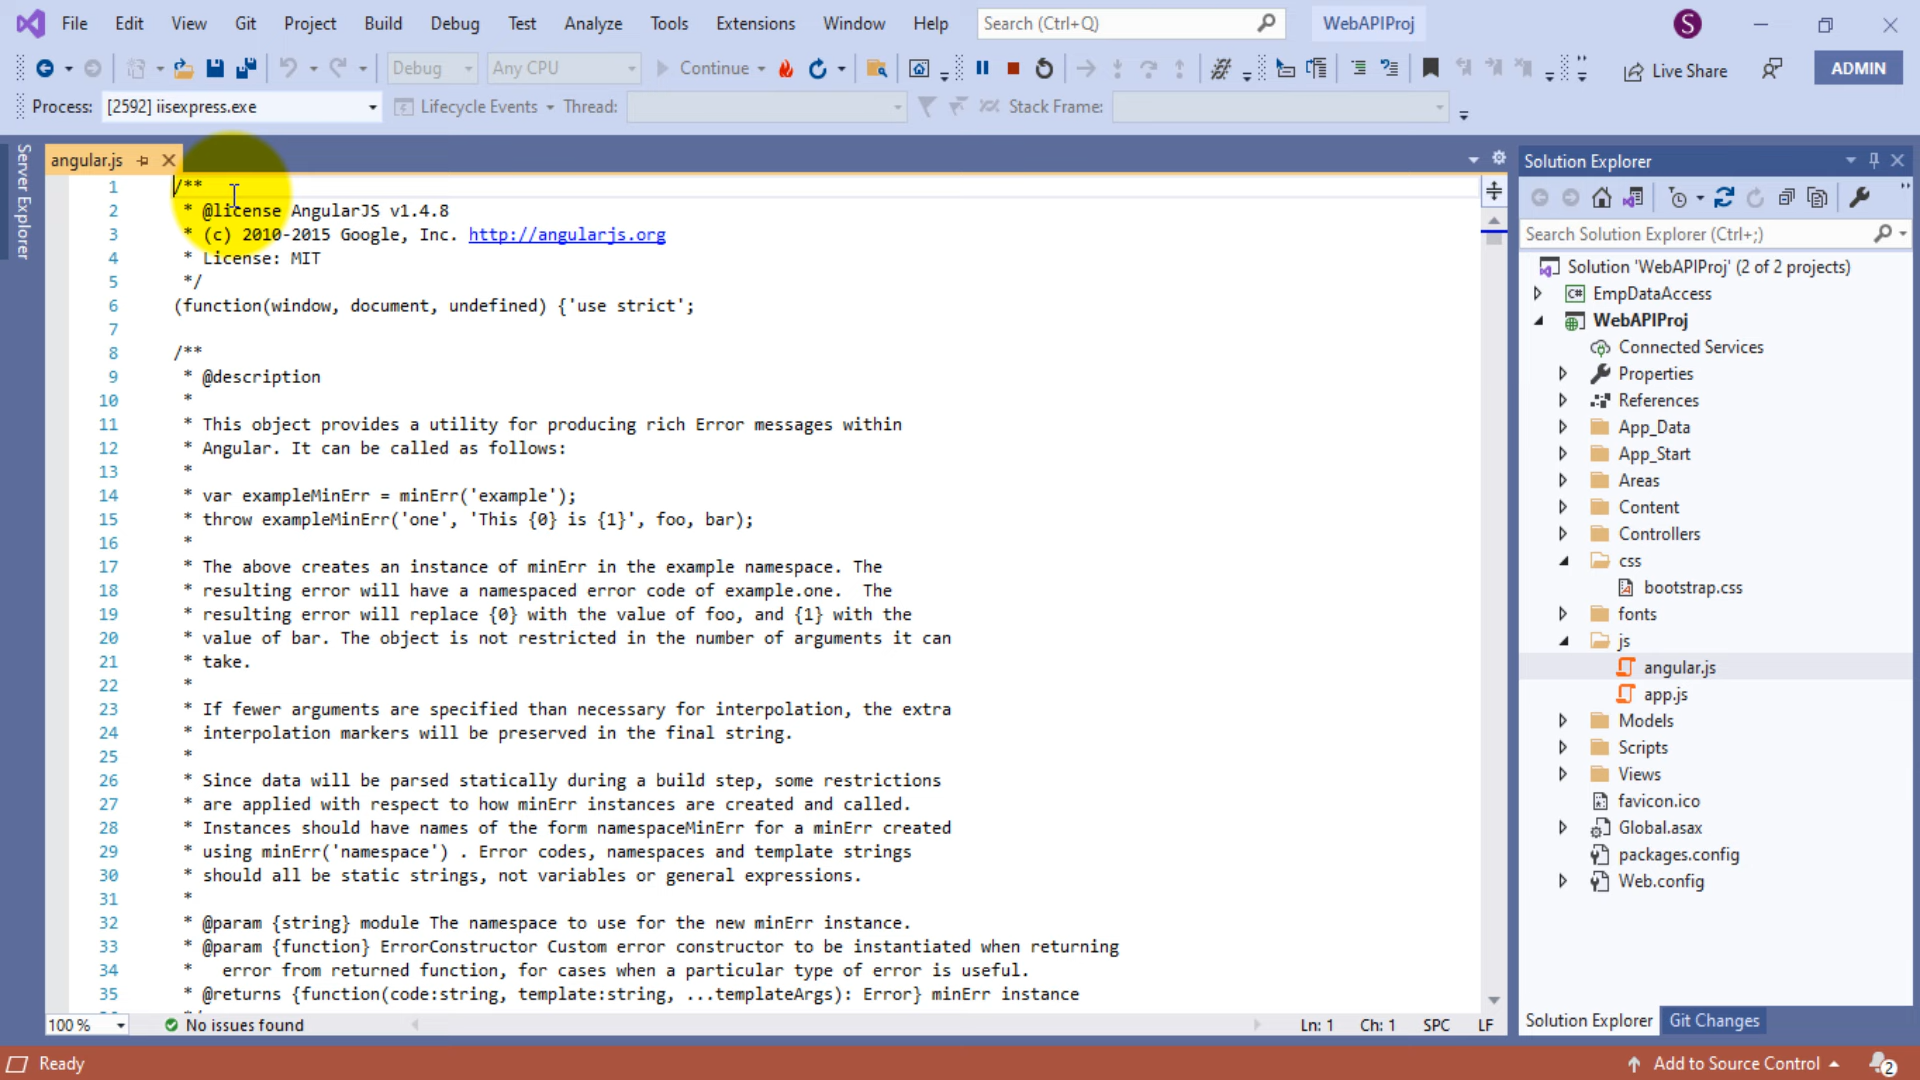 File Edit View Git Project Build Debug Test Analyze Tools Extensions Window Help Search (Ctrl+Q) WebAPIProj S
Debug Any CPU Continue Live Share ADMIN
Process: [2592] iisexpress.exe Lifecycle Events Thread: Stack Frame:
Server Explorer
angular.js
1 /**
2 * @license AngularJS v1.4.8
3 * (c) 2010-2015 Google, Inc. http://angularjs.org
4 * License: MIT
5 */
6 (function(window, document, undefined) {'use strict';
7
8 /**
9 * @description
10 *
11 * This object provides a utility for producing rich Error messages within
12 * Angular. It can be called as follows:
13 *
14 * var exampleMinErr = minErr('example');
15 * throw exampleMinErr('one', 'This {0} is {1}', foo, bar);
16 *
17 * The above creates an instance of minErr in the example namespace. The
18 * resulting error will have a namespaced error code of example.one.  The
19 * resulting error will replace {0} with the value of foo, and {1} with the
20 * value of bar. The object is not restricted in the number of arguments it can
21 * take.
22 *
23 * If fewer arguments are specified than necessary for interpolation, the extra
24 * interpolation markers will be preserved in the final string.
25 *
26 * Since data will be parsed statically during a build step, some restrictions
27 * are applied with respect to how minErr instances are created and called.
28 * Instances should have names of the form namespaceMinErr for a minErr created
29 * using minErr('namespace') . Error codes, namespaces and template strings
30 * should all be static strings, not variables or general expressions.
31 *
32 * @param {string} module The namespace to use for the new minErr instance.
33 * @param {function} ErrorConstructor Custom error constructor to be instantiated when returning
34 *   error from returned function, for cases when a particular type of error is useful.
35 * @returns {function(code:string, template:string, ...templateArgs): Error} minErr instance
100 % No issues found Ln: 1 Ch: 1 SPC LF
Solution Explorer
Search Solution Explorer (Ctrl+;)
Solution 'WebAPIProj' (2 of 2 projects)
C# EmpDataAccess
WebAPIProj
Connected Services
Properties
References
App_Data
App_Start
Areas
Content
Controllers
css
bootstrap.css
fonts
js
angular.js
app.js
Models
Scripts
Views
favicon.ico
Global.asax
packages.config
Web.config
Solution Explorer Git Changes
Ready Add to Source Control 2